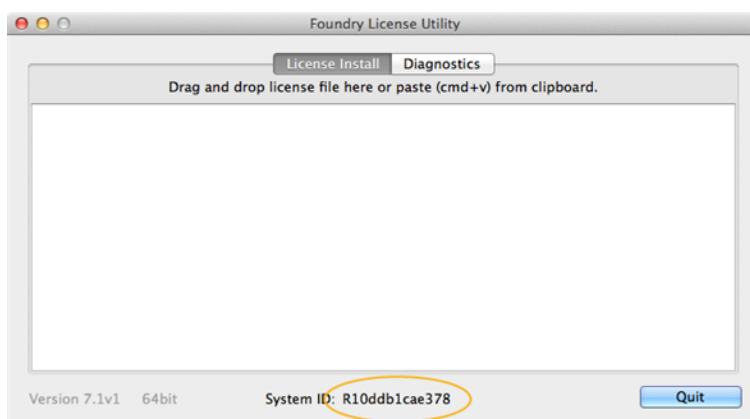 Foundry License Utility
License Install Diagnostics
Drag and drop license file here or paste (cmd+v) from clipboard.
Version 7.1v1 64bit System ID: R10ddb1cae378 Quit